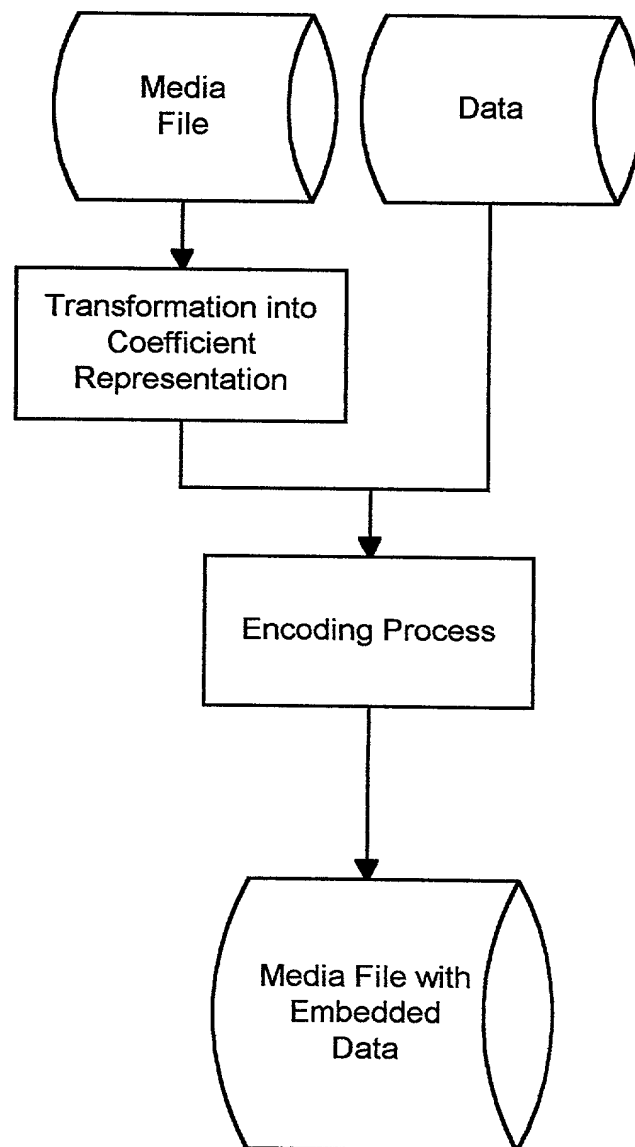 Media
File
Data
Transformation into
Coefficient
Representation
Encoding Process
Media File with
Embedded
Data